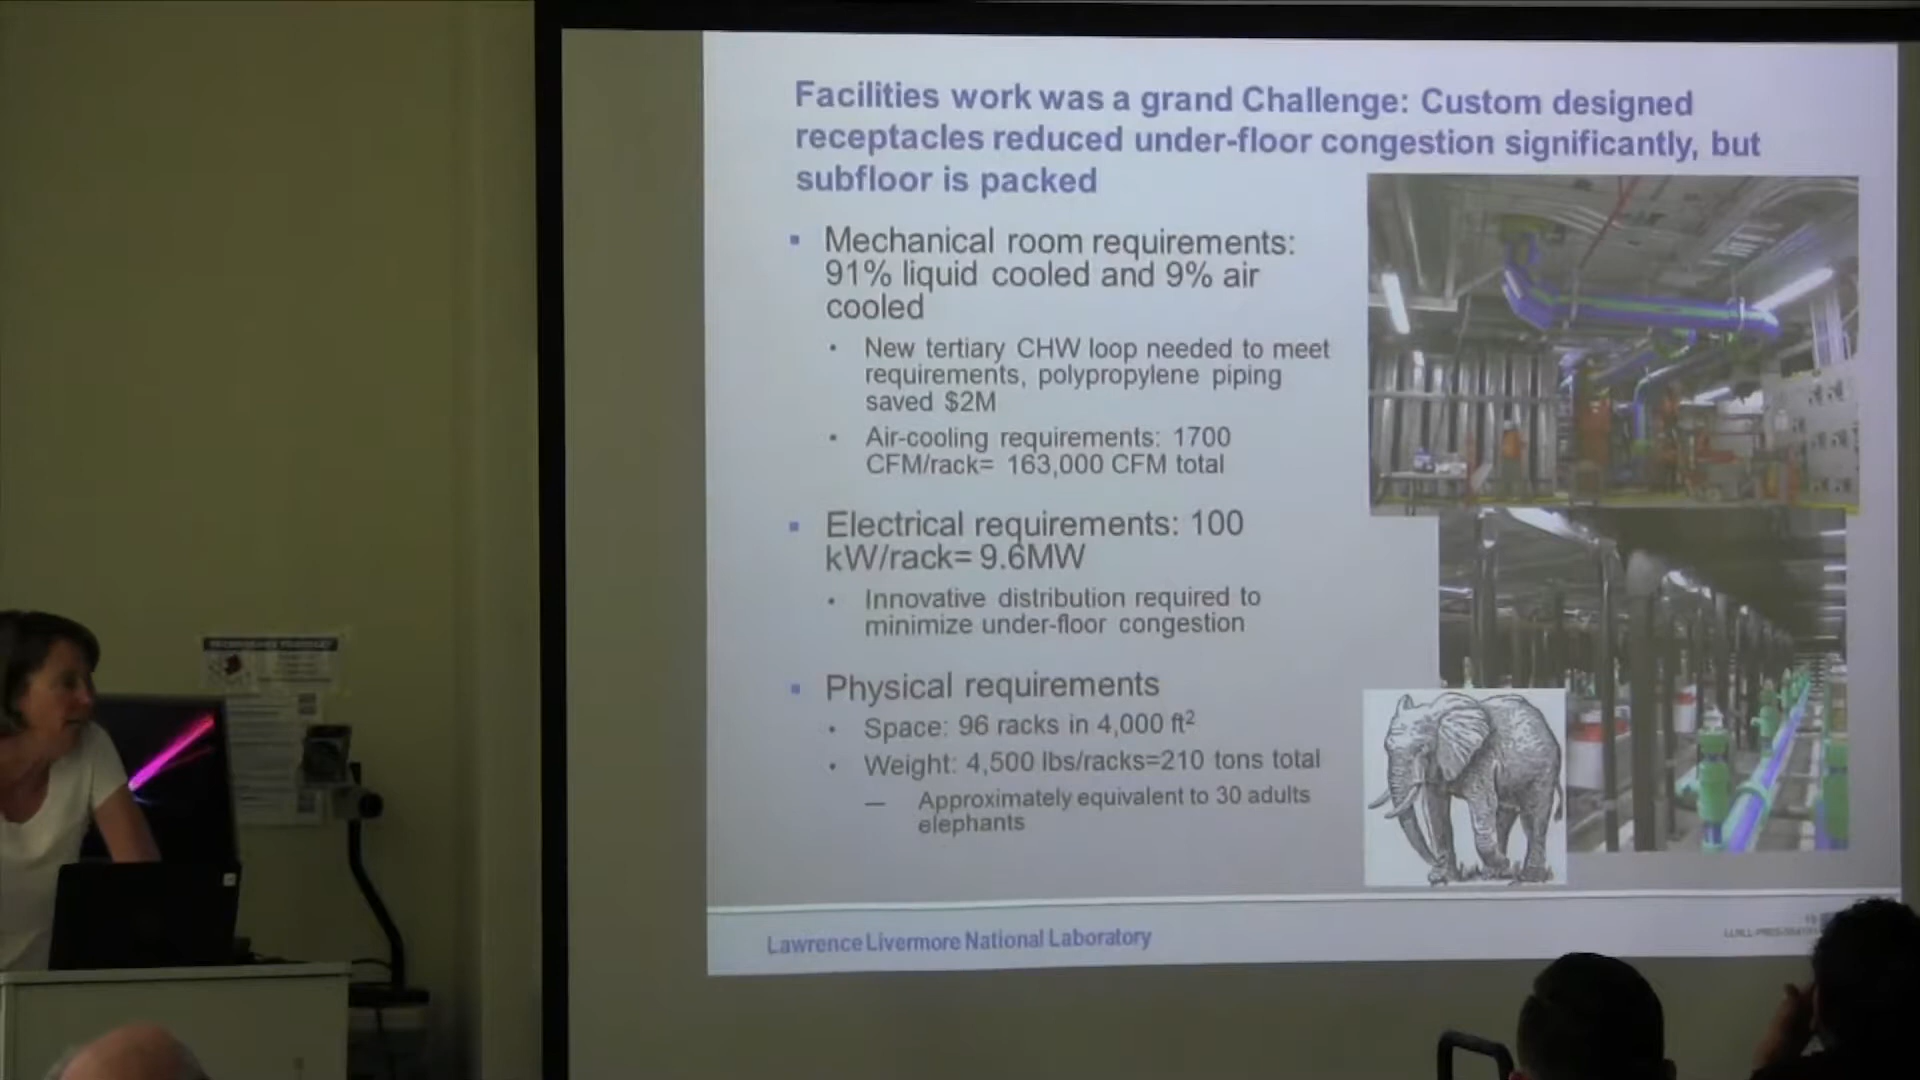 Facilities work was a grand Challenge: Custom designed
receptacles reduced under-floor congestion significantly, but
subfloor is packed
▪ Mechanical room requirements:
91% liquid cooled and 9% air
cooled
• New tertiary CHW loop needed to meet
requirements, polypropylene piping
saved $2M
• Air-cooling requirements: 1700
CFM/rack= 163,000 CFM total
▪ Electrical requirements: 100
kW/rack= 9.6MW
• Innovative distribution required to
minimize under-floor congestion
▪ Physical requirements
• Space: 96 racks in 4,000 ft²
• Weight: 4,500 lbs/racks=210 tons total
— Approximately equivalent to 30 adults
elephants
Lawrence Livermore National Laboratory